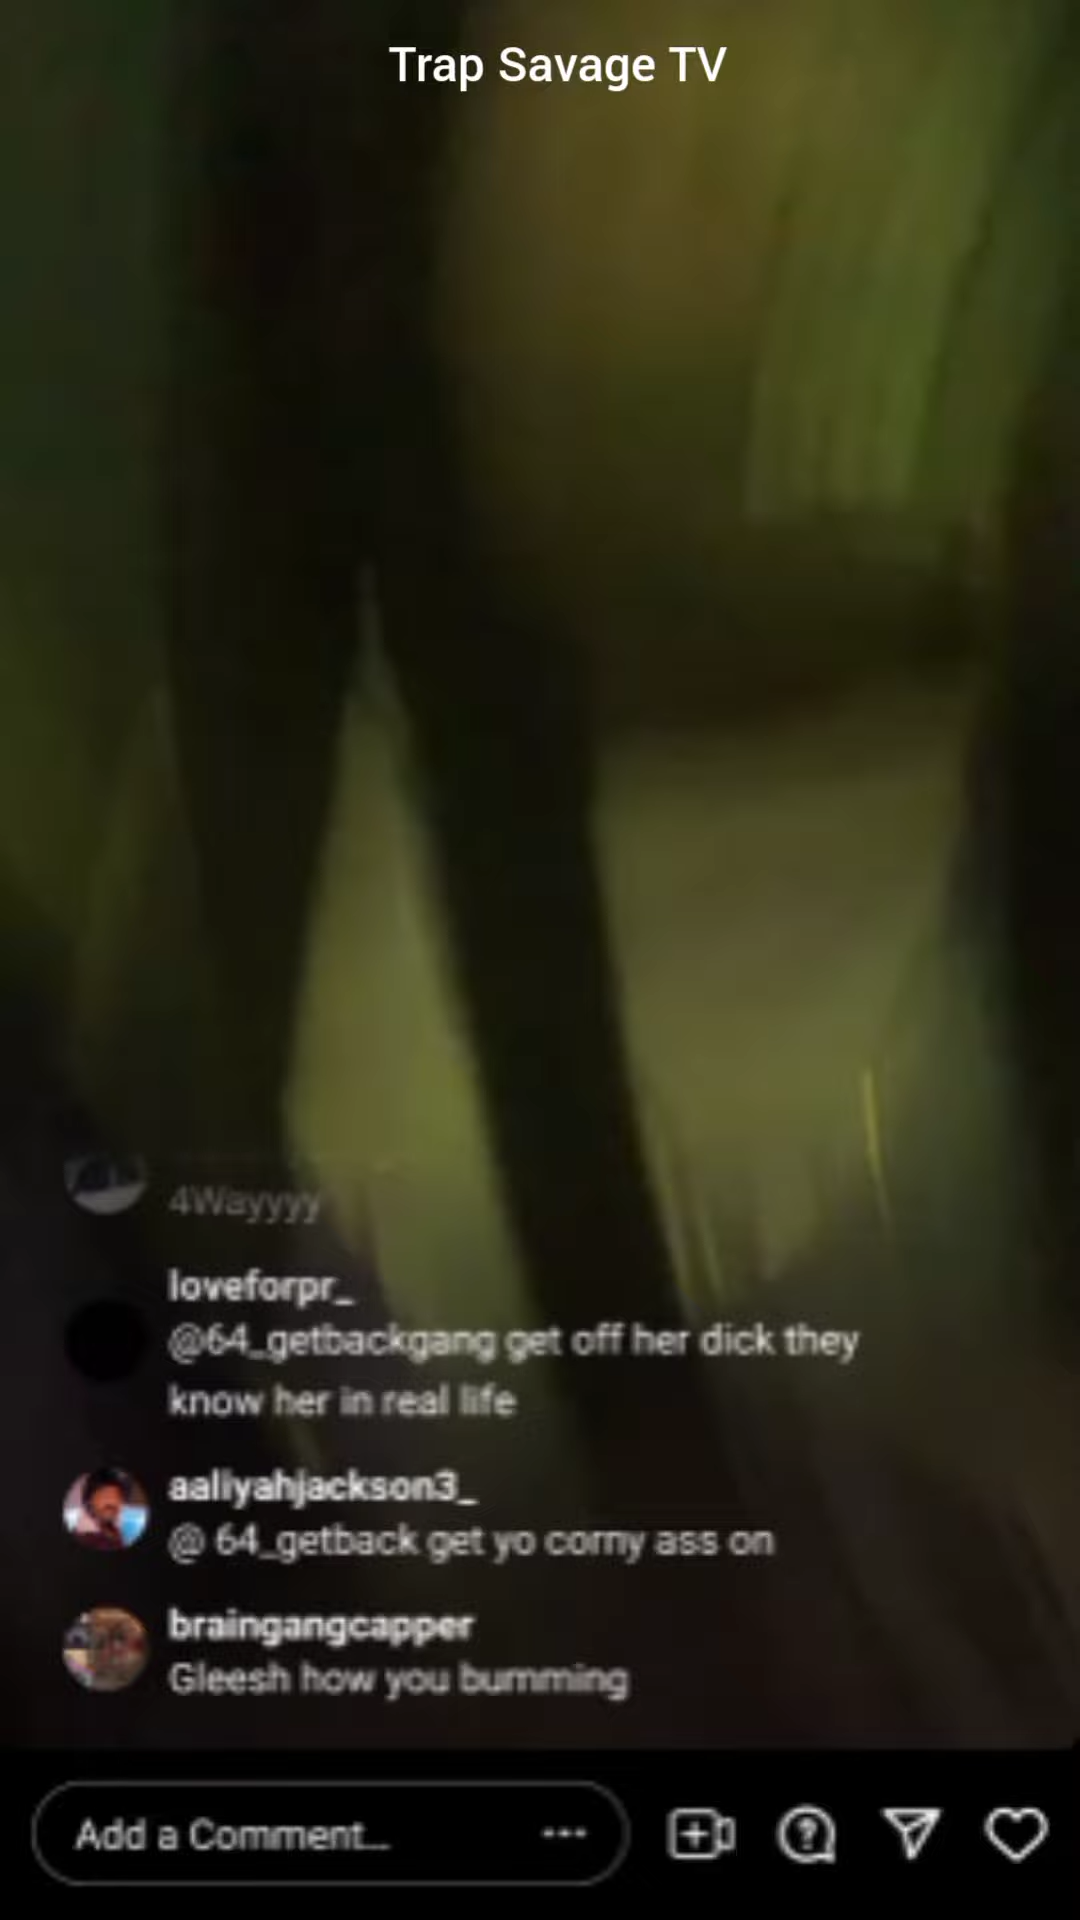 Trap Savage TV
4Wayyyy
loveforpr_
@64_getbackgang get off her dick they
know her in real life
aaliyahjackson3_
@ 64_getback get yo corny ass on
braingangcapper
Gleesh how you bumming
Add a Comment...